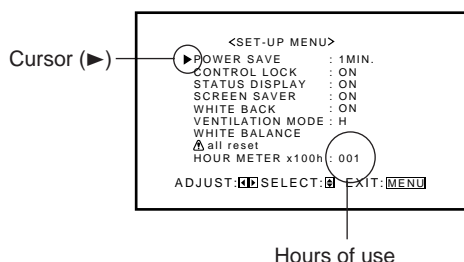 <SET-UP MENU>
Cursor (►)
►POWER SAVE : 1MIN.
CONTROL LOCK : ON
STATUS DISPLAY : ON
SCREEN SAVER : ON
WHITE BACK : ON
VENTILATION MODE : H
WHITE BALANCE
⚠ all reset
HOUR METER x100h : 001
ADJUST:◀▶ SELECT:⬍ EXIT: MENU
Hours of use